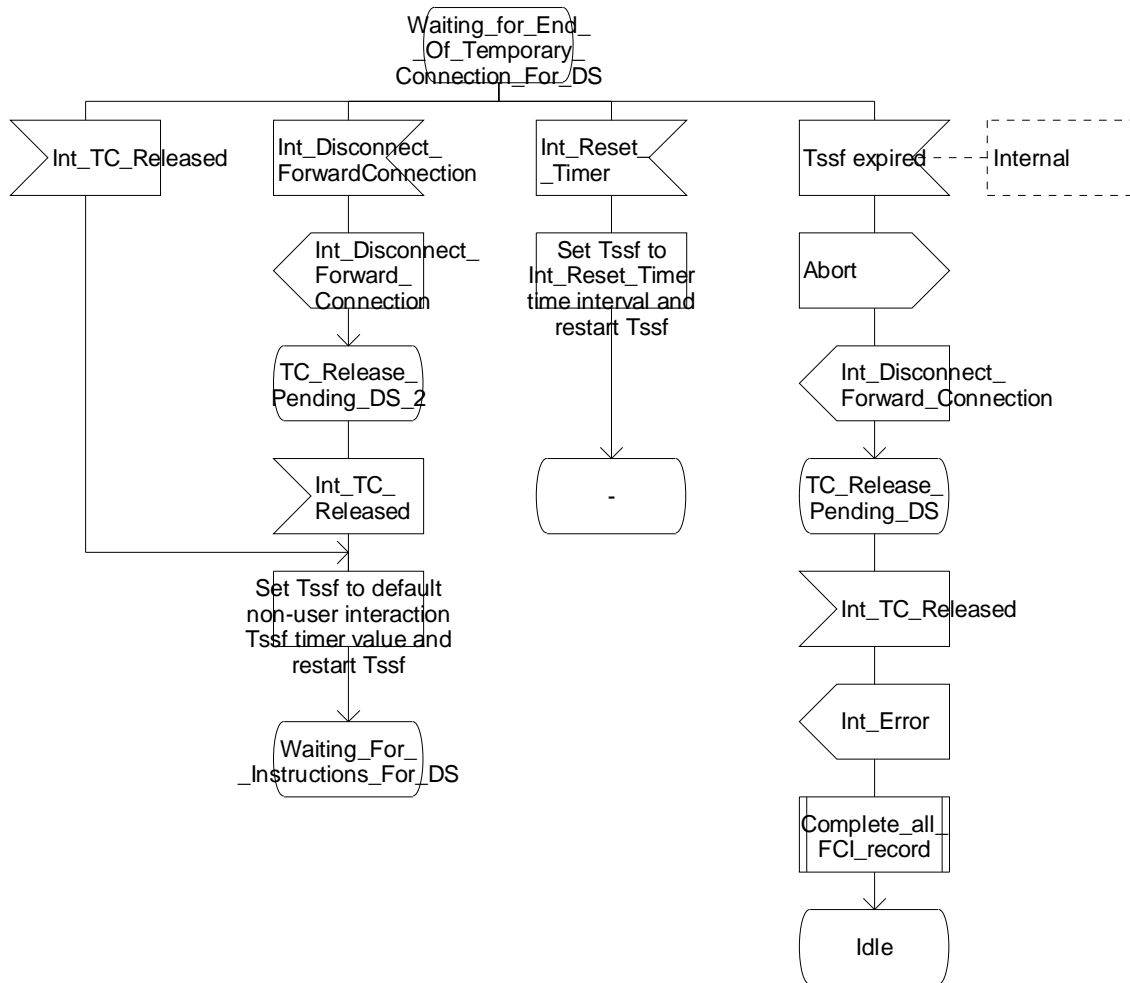 Waiting_for_End_
_Of_Temporary_
Connection_For_DS
Int_TC_Released
Int_Disconnect_
ForwardConnection
Int_Reset_
_Timer
Tssf expired
Internal
Int_Disconnect_
Forward_
Connection
Set Tssf to
Int_Reset_Timer
time interval and
restart Tssf
Abort
TC_Release_
Pending_DS_2
Int_Disconnect_
Forward_Connection
Int_TC_
Released
-
TC_Release_
Pending_DS
Set Tssf to default
non-user interaction
Tssf timer value and
restart Tssf
Int_TC_Released
Waiting_For_
_Instructions_For_DS
Int_Error
Complete_all_
FCI_record
Idle